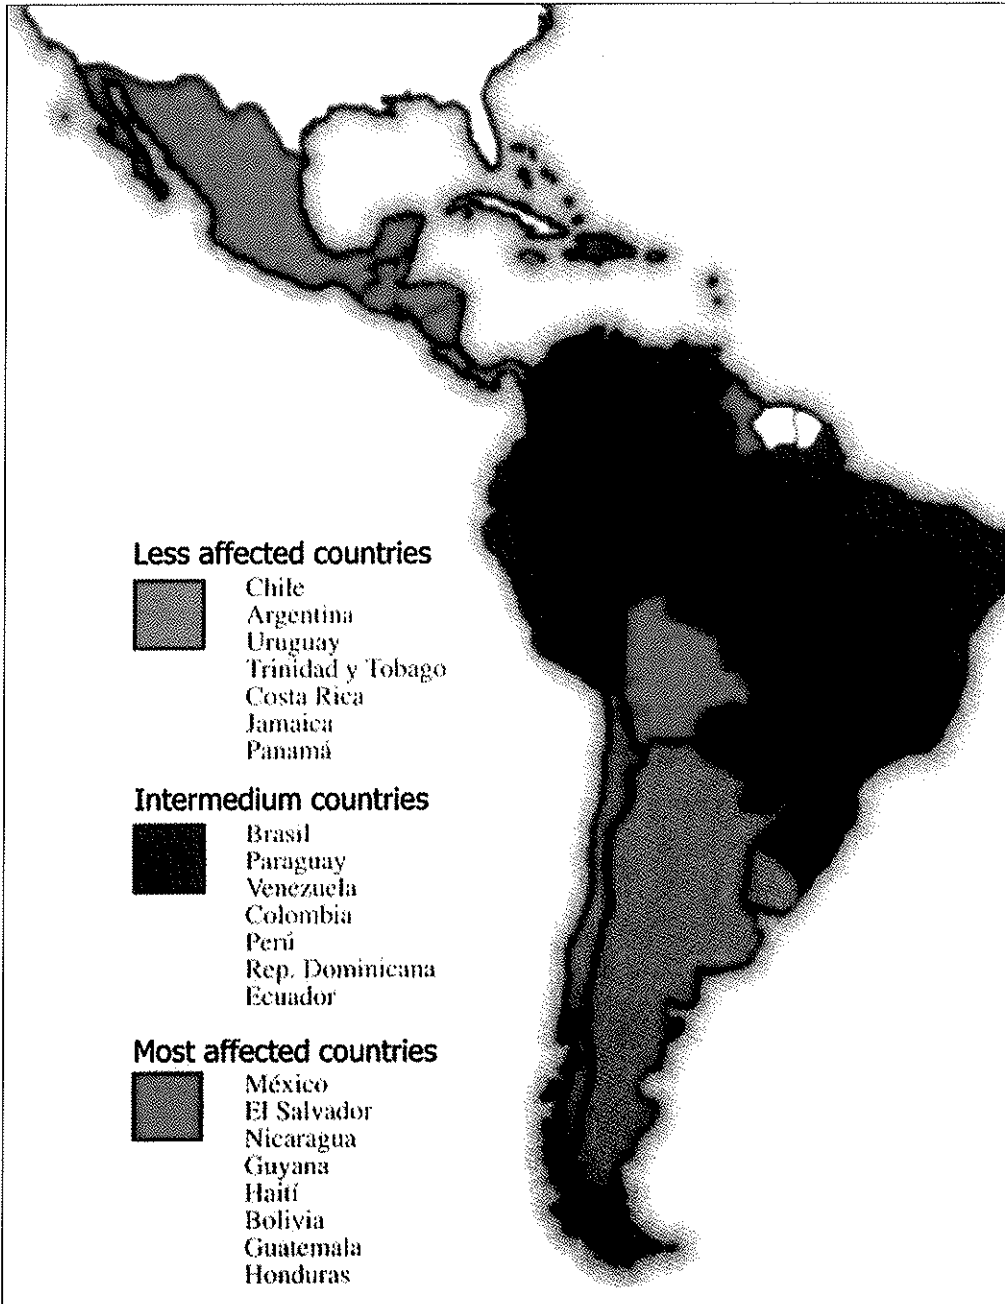 Less affected countries
Chile
Argentina
Uruguay
Trinidad y Tobago
Costa Rica
Jamaica
Panamá
Intermedium countries
Brasil
Paraguay
Venezuela
Colombia
Perú
Rep. Dominicana
Ecuador
Most affected countries
México
El Salvador
Nicaragua
Guyana
Haití
Bolivia
Guatemala
Honduras